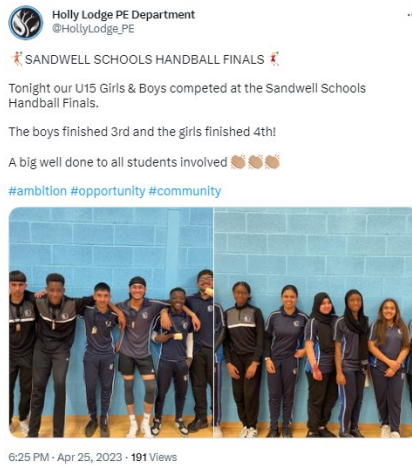 Holly Lodge PE Department
@HollyLodge_PE
🤾SANDWELL SCHOOLS HANDBALL FINALS 🤾
Tonight our U15 Girls & Boys competed at the Sandwell Schools
Handball Finals.
The boys finished 3rd and the girls finished 4th!
A big well done to all students involved 👏🏽👏🏽👏🏽
#ambition #opportunity #community
6:25 PM · Apr 25, 2023 · 191 Views